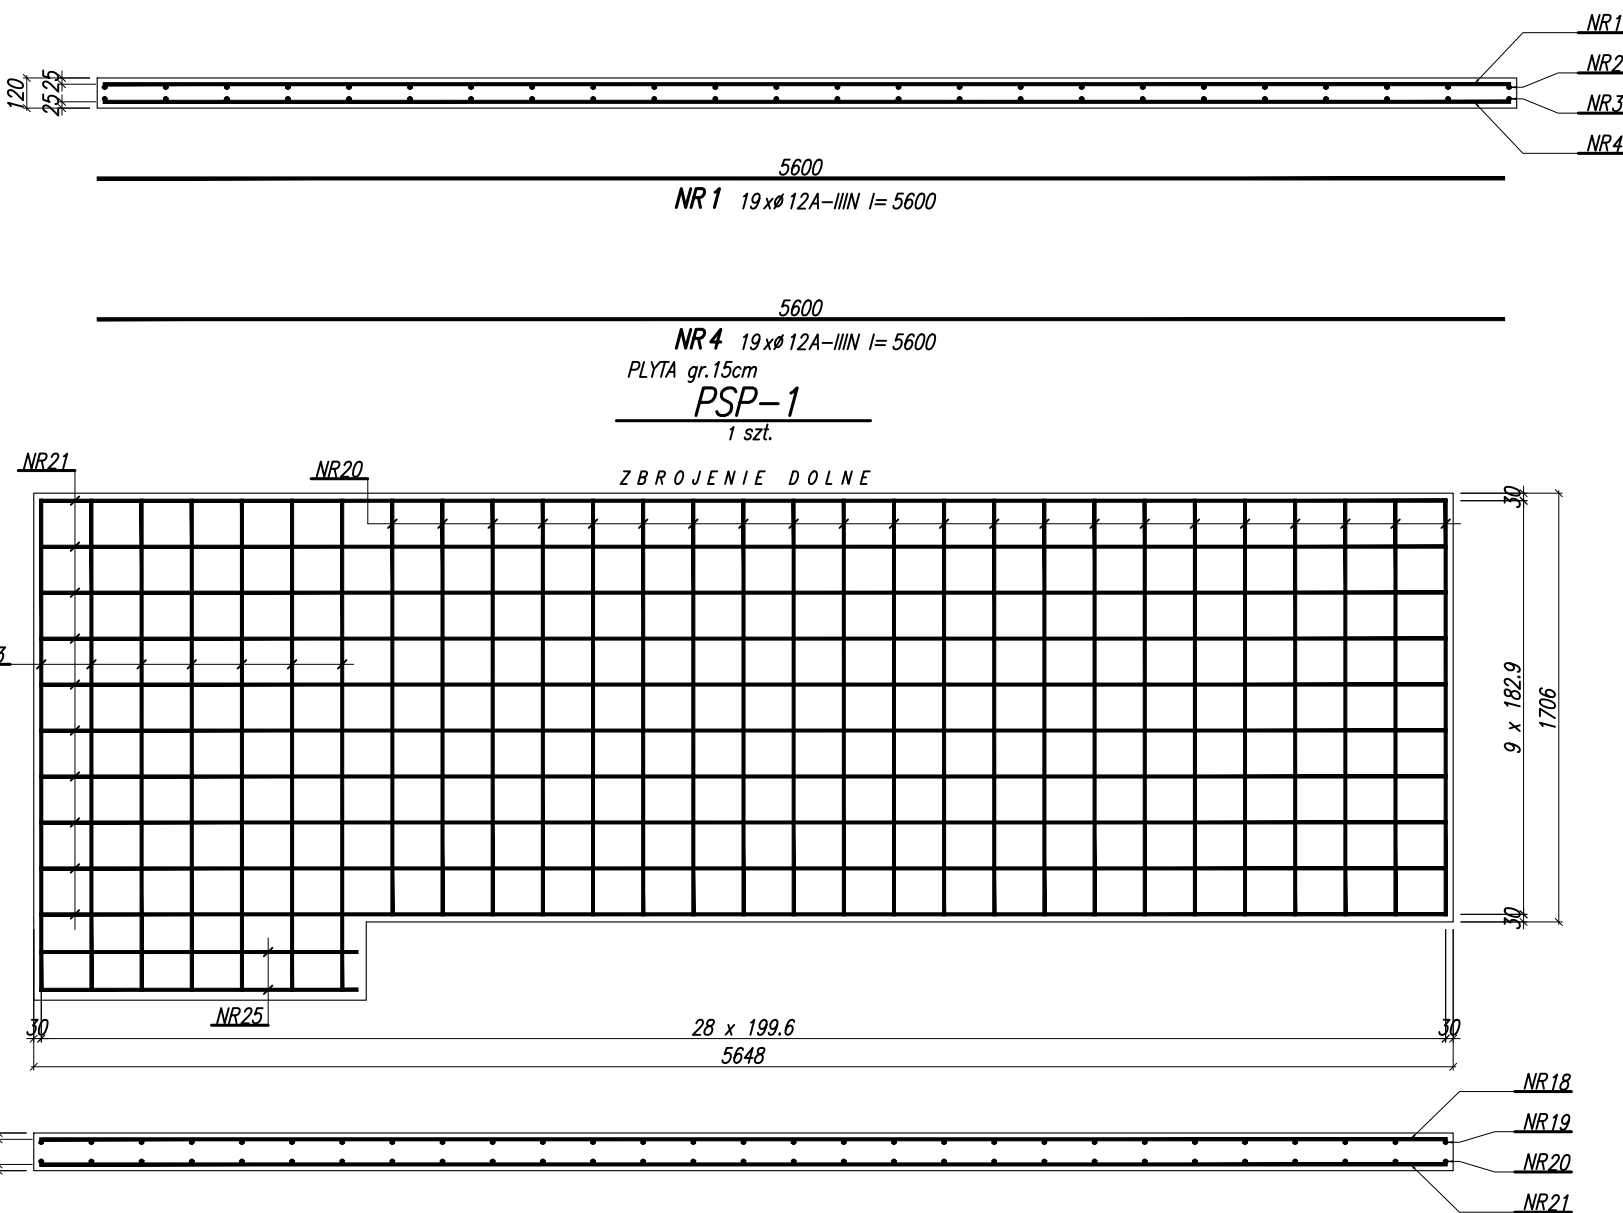 NR1
NR2
NR3
NR4
120
25
25
5600
NR 1 19xø12A-IIIN l= 5600
5600
NR 4 19xø12A-IIIN l= 5600
PLYTA gr.15cm
PSP-1
1 szt.
NR21
NR20
ZBROJENIE DOLNE
30
9 x 182.9
1706
30
NR25
30
28 x 199.6
30
5648
NR18
NR19
NR20
NR21